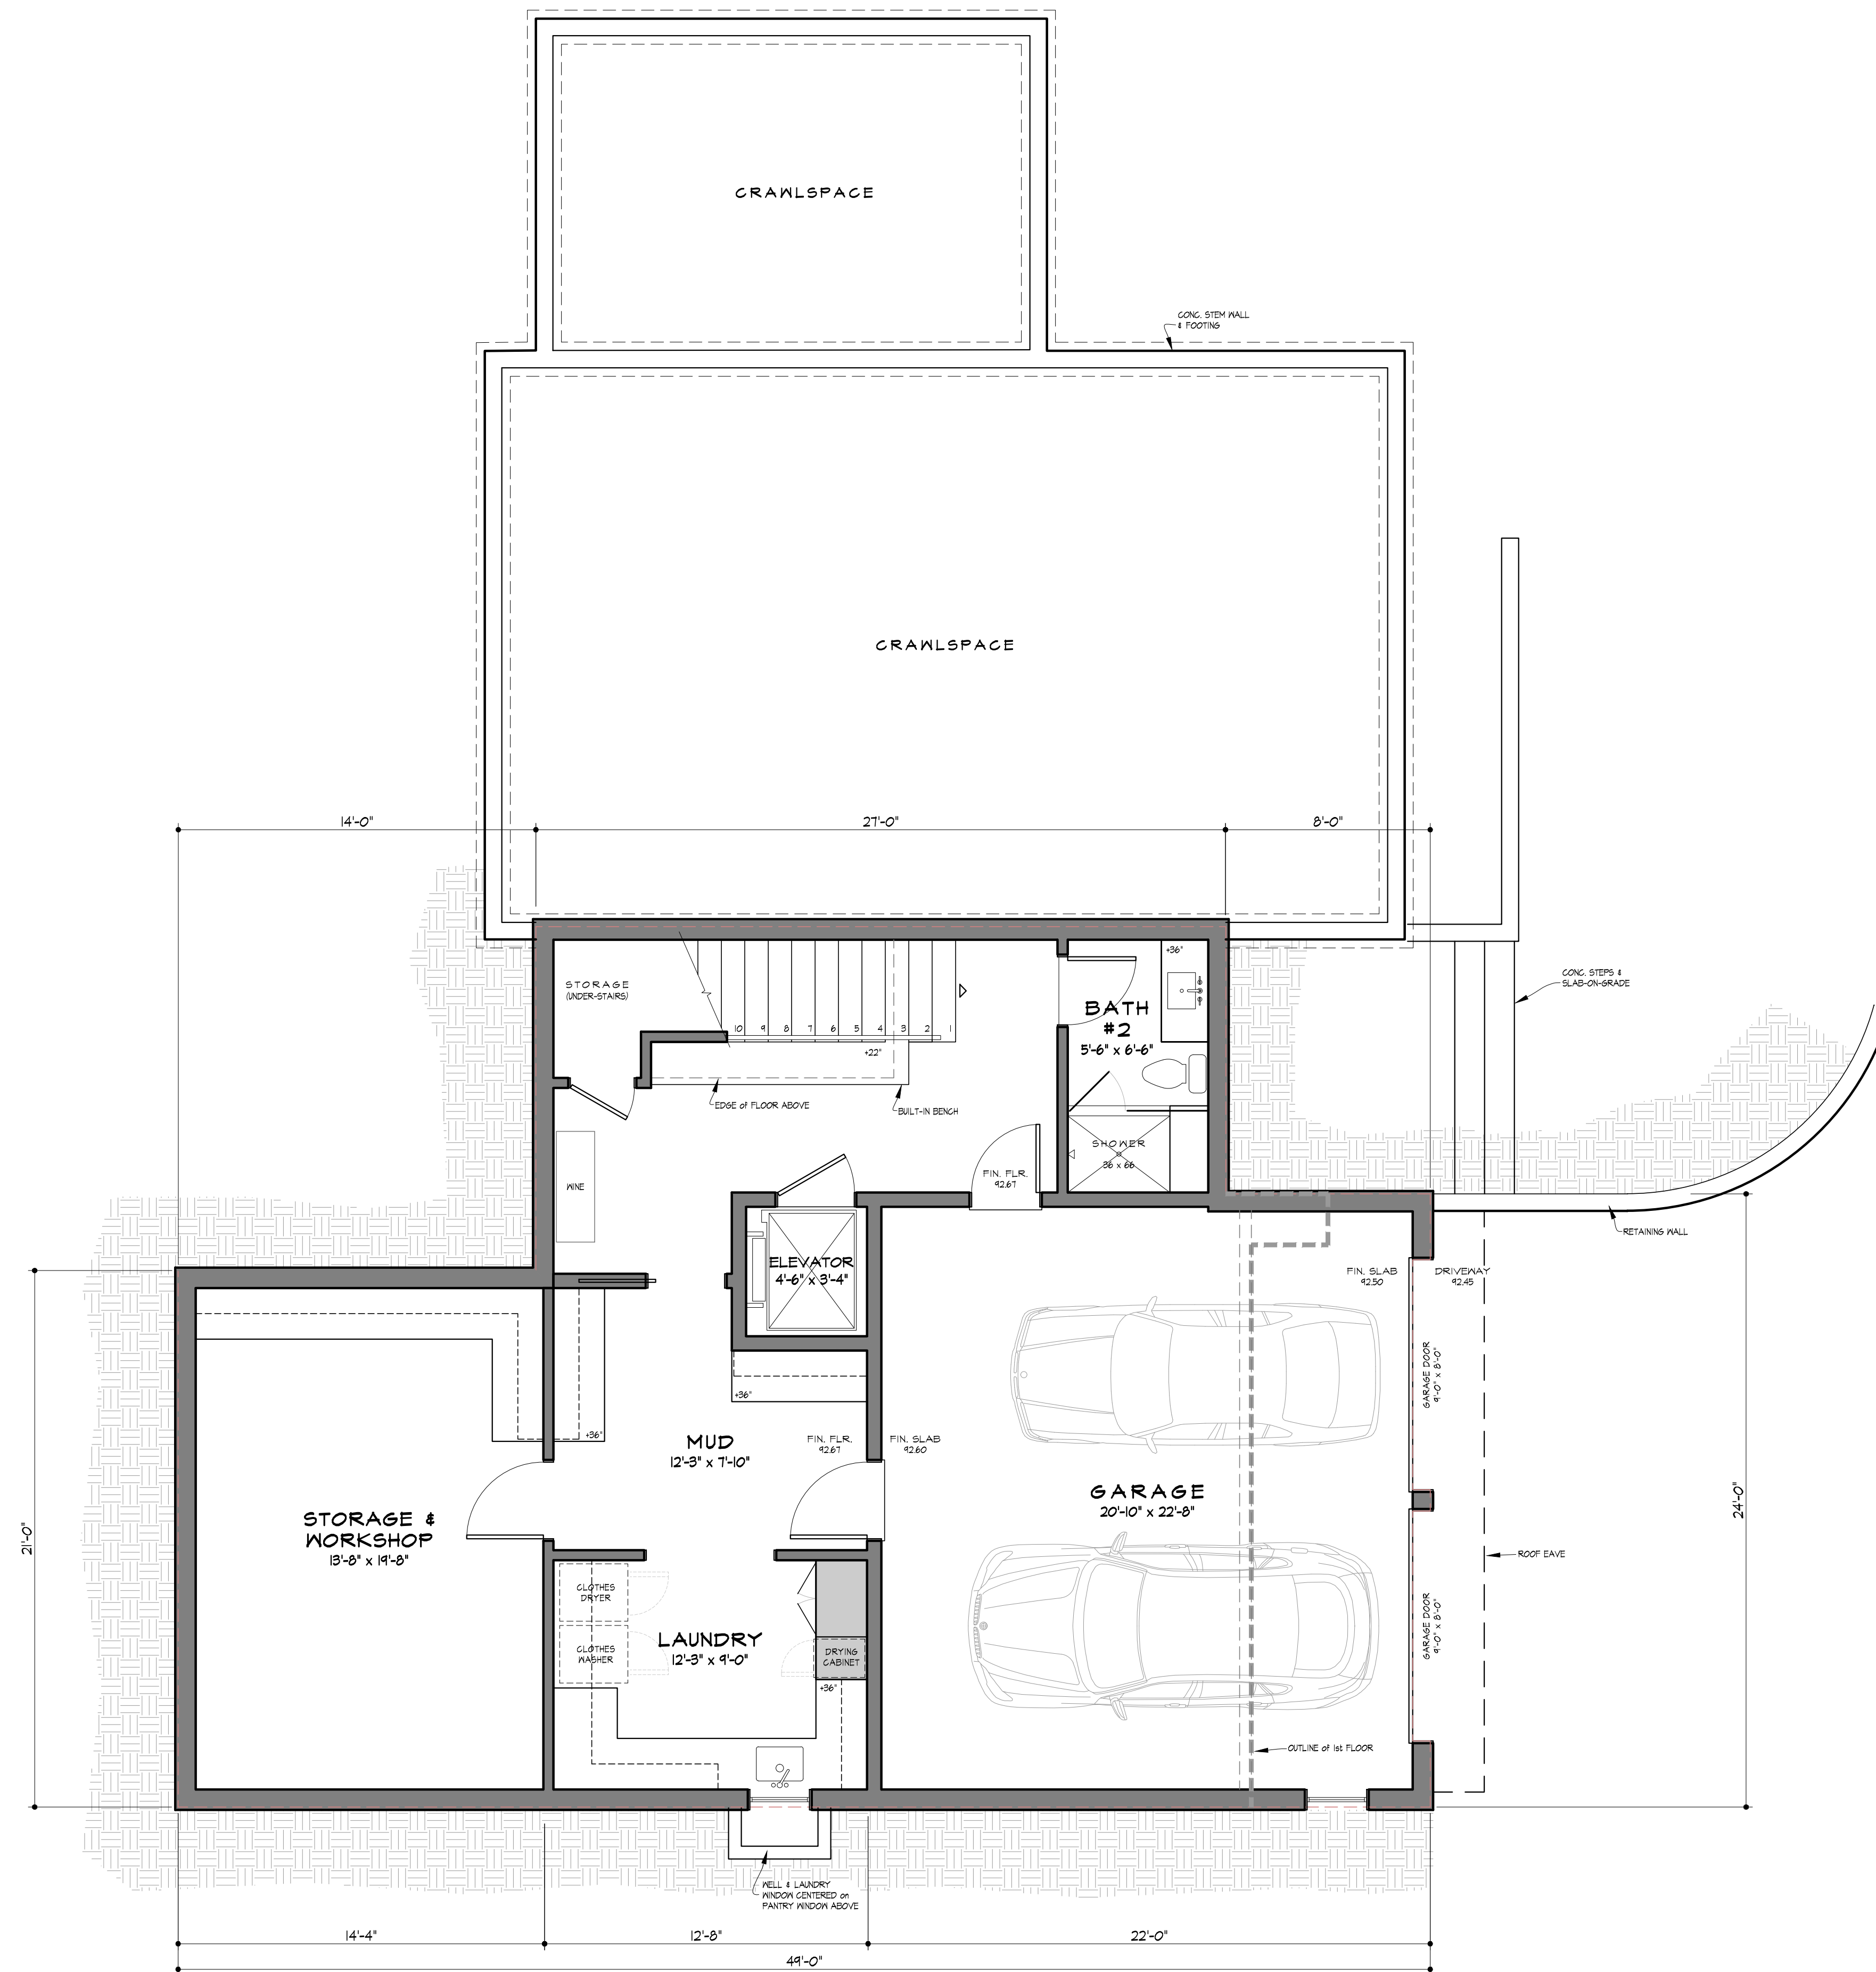 CRAWLSPACE
CONC. STEM WALL
& FOOTING
CRAWLSPACE
14'-0"
27'-0"
8'-0"
STORAGE
(UNDER-STAIRS)
10
9
8
7
6
5
4
3
2
1
+22"
EDGE of FLOOR ABOVE
BUILT-IN BENCH
+36"
BATH
#2
5'-6" x 6'-6"
CONC. STEPS &
SLAB-ON-GRADE
SHOWER
36 x 66
WINE
FIN. FLR.
92.67
RETAINING WALL
ELEVATOR
4'-6" x 3'-4"
FIN. SLAB
92.50
DRIVEWAY
92.45
GARAGE DOOR
9'-0" x 8'-0"
+36"
+36"
MUD
12'-3" x 7'-10"
FIN. FLR.
92.67
FIN. SLAB
92.60
GARAGE
20'-10" x 22'-8"
STORAGE &
WORKSHOP
13'-8" x 19'-8"
21'-0"
24'-0"
ROOF EAVE
CLOTHES
DRYER
CLOTHES
WASHER
LAUNDRY
12'-3" x 9'-0"
DRYING
CABINET
+36"
GARAGE DOOR
9'-0" x 8'-0"
OUTLINE of 1st FLOOR
WELL & LAUNDRY
WINDOW CENTERED on
PANTRY WINDOW ABOVE
14'-4"
12'-8"
22'-0"
49'-0"